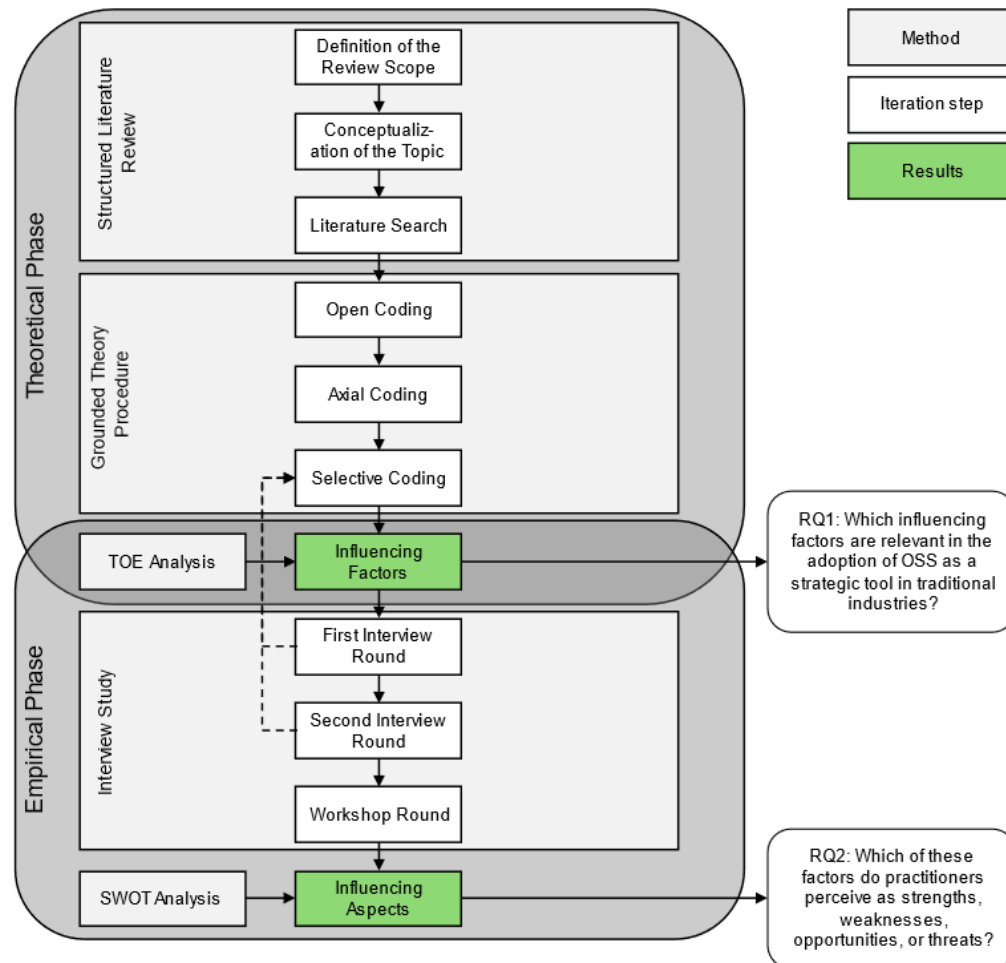 Definition of the
Review Scope
Method
Conceptualiz-
ation of the Topic
Iteration step
Structured Literature
Review
Results
Literature Search
Theoretical Phase
Open Coding
Axial Coding
Grounded Theory
Procedure
Selective Coding
TOE Analysis
Influencing
Factors
RQ1: Which influencing
factors are relevant in the
adoption of OSS as a
strategic tool in traditional
industries?
First Interview
Round
Empirical Phase
Interview Study
Second Interview
Round
Workshop Round
SWOT Analysis
Influencing
Aspects
RQ2: Which of these
factors do practitioners
perceive as strengths,
weaknesses,
opportunities, or threats?